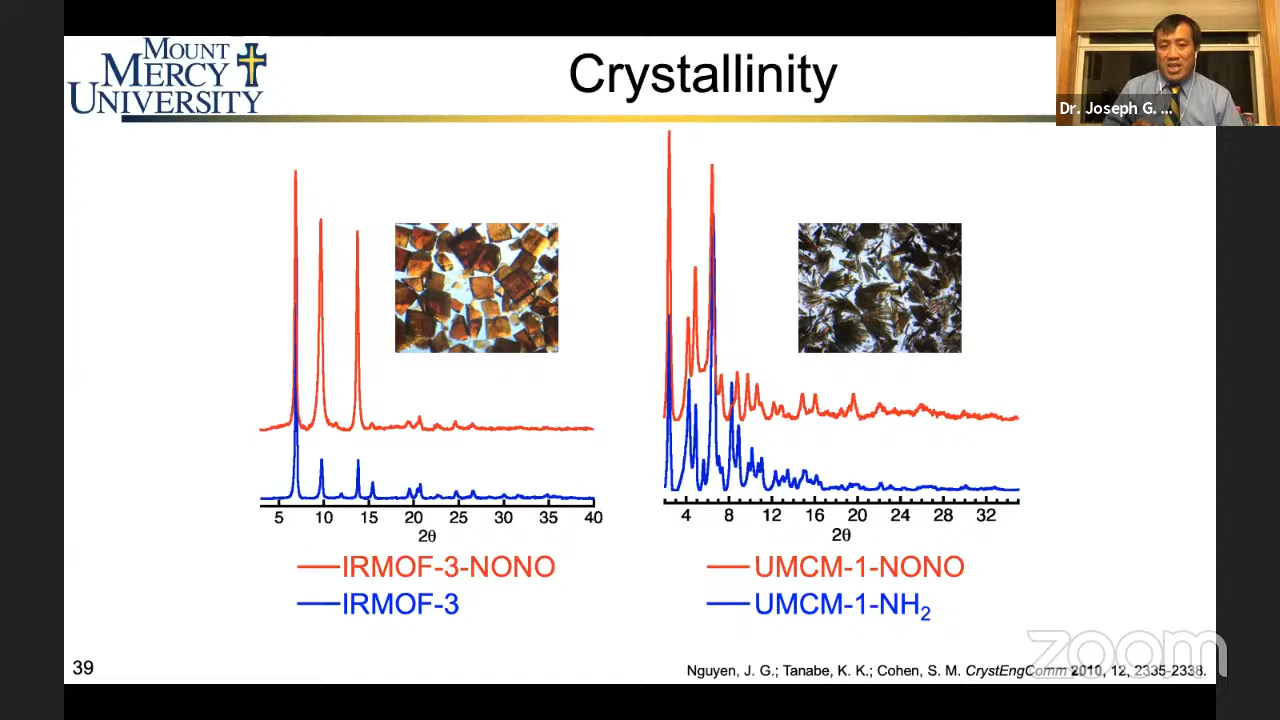 MOUNT
MERCY
UNIVERSITY
Crystallinity
Dr. Joseph G. ...
5 10 15 20 25 30 35 40
2θ
4 8 12 16 20 24 28 32
2θ
IRMOF-3-NONO
IRMOF-3
UMCM-1-NONO
UMCM-1-NH₂
zoom
39
Nguyen, J. G.; Tanabe, K. K.; Cohen, S. M. CrystEngComm 2010, 12, 2335-2338.